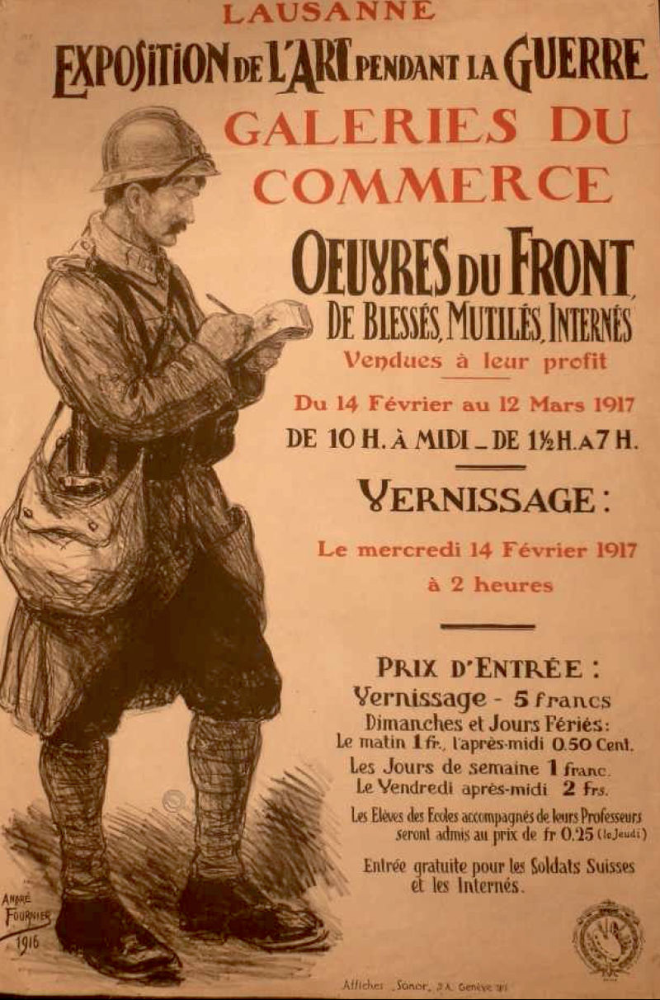 LAUSANNE
EXPOSITION DE L'ART PENDANT LA GUERRE
GALERIES DU
COMMERCE
OEUVRES DU FRONT,
DE BLESSÉS, MUTILÉS, INTERNÉS
Vendues à leur profit
Du 14 Février au 12 Mars 1917
DE 10 H. À MIDI _ DE 1½ H. A 7 H.
VERNISSAGE :
Le mercredi 14 Février 1917
à 2 heures
PRIX D'ENTRÉE :
Vernissage - 5 francs
Dimanches et Jours Fériés:
Le matin 1 fr., l'après-midi 0.50 Cent.
Les Jours de semaine 1 franc.
Le Vendredi après-midi 2 frs.
Les Elèves des Ecoles accompagnés de leurs Professeurs
seront admis au prix de fr 0.25 (le Jeudi)
Entrée gratuite pour les Soldats Suisses
et les Internés.
ANDRÉ
FOURNIER
1916
Affiches „Sonor„ S.A. Genève